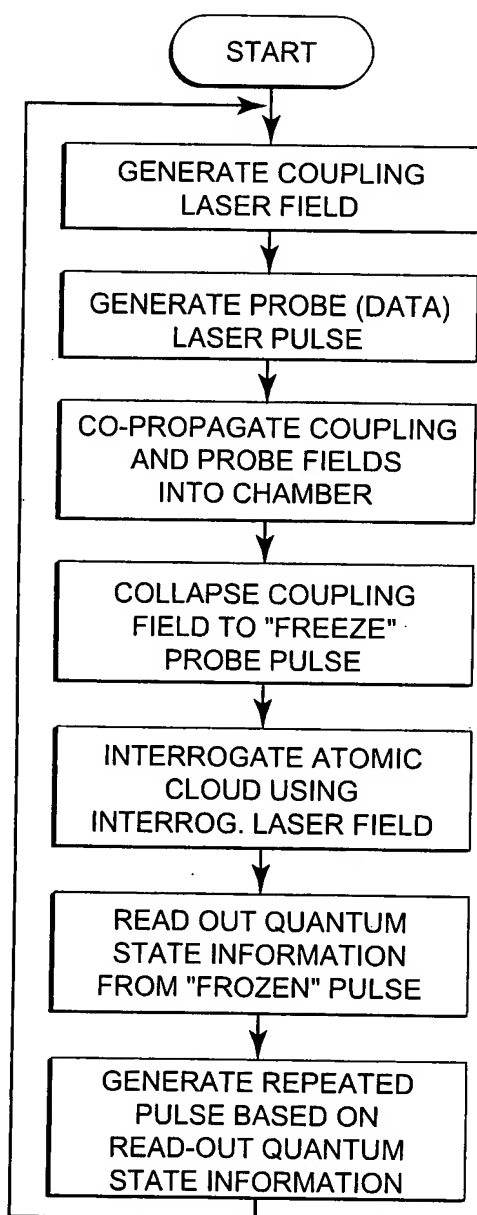 START
GENERATE COUPLING
LASER FIELD
GENERATE PROBE (DATA)
LASER PULSE
CO-PROPAGATE COUPLING
AND PROBE FIELDS
INTO CHAMBER
COLLAPSE COUPLING
FIELD TO "FREEZE"
PROBE PULSE
INTERROGATE ATOMIC
CLOUD USING
INTERROG. LASER FIELD
READ OUT QUANTUM
STATE INFORMATION
FROM "FROZEN" PULSE
GENERATE REPEATED
PULSE BASED ON
READ-OUT QUANTUM
STATE INFORMATION